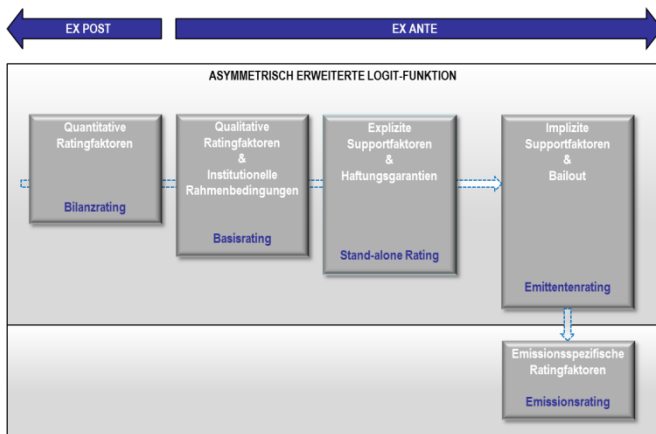 EX POST
EX ANTE
ASYMMETRISCH ERWEITERTE LOGIT-FUNKTION
Quantitative
Ratingfaktoren
Bilanzrating
Qualitative
Ratingfaktoren
&
Institutionelle
Rahmenbedingungen
Basisrating
Explizite
Supportfaktoren
&
Haftungsgarantien
Stand-alone Rating
Implizite
Supportfaktoren
&
Bailout
Emittentenrating
Emissionsspezifische
Ratingfaktoren
Emissionsrating